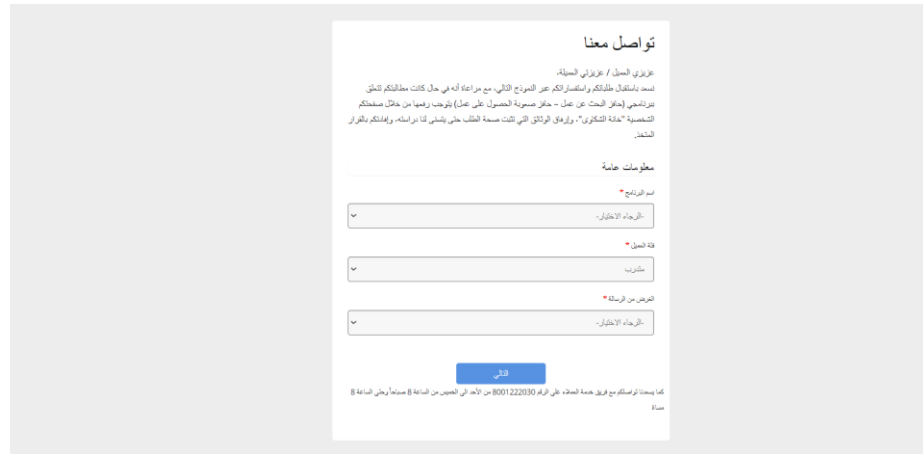 تواصل معنا
عزيزي العميل / عزيزتي العميلة،
نسعد باستقبال طلباتكم واستفساراتكم عبر النموذج التالي، مع مراعاة أنه في حال كانت مطالبتكم تتعلق
ببرنامجي (حافز البحث عن عمل – حافز صعوبة الحصول على عمل) يتوجب رفعها من خلال صفحتكم
الشخصية "خانة الشكاوى"، وإرفاق الوثائق التي تثبت صحة الطلب حتى يتسنى لنا دراسته، وإفادتكم بالقرار
المتخذ.
معلومات عامة
اسم البرنامج *
-الرجاء الاختيار-
فئة العميل *
متدرب
الغرض من الرسالة *
-الرجاء الاختيار-
التالي
كما يسعدنا تواصلكم مع فريق خدمة العملاء على الرقم 8001222030 من الأحد الى الخميس من الساعة 8 صباحاً وحتى الساعة 8
مساءً